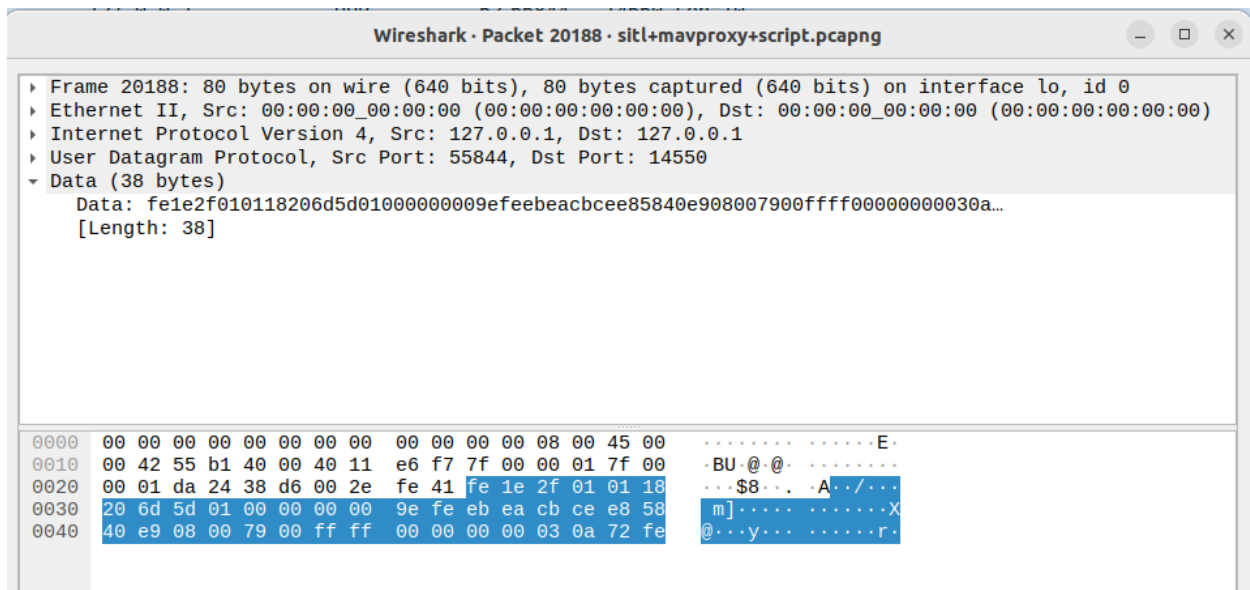 Wireshark · Packet 20188 · sitl+mavproxy+script.pcapng
Frame 20188: 80 bytes on wire (640 bits), 80 bytes captured (640 bits) on interface lo, id 0
Ethernet II, Src: 00:00:00_00:00:00 (00:00:00:00:00:00), Dst: 00:00:00_00:00:00 (00:00:00:00:00:00)
Internet Protocol Version 4, Src: 127.0.0.1, Dst: 127.0.0.1
User Datagram Protocol, Src Port: 55844, Dst Port: 14550
Data (38 bytes)
Data: fe1e2f010118206d5d01000000009efeebeacbcee85840e908007900ffff00000000030a…
[Length: 38]
0000 00 00 00 00 00 00 00 00 00 00 00 00 08 00 45 00 ········ ······E·
0010 00 42 55 b1 40 00 40 11 e6 f7 7f 00 00 01 7f 00 ·BU·@·@· ········
0020 00 01 da 24 38 d6 00 2e fe 41 fe 1e 2f 01 01 18 ···$8··. ·A··/···
0030 20 6d 5d 01 00 00 00 00 9e fe eb ea cb ce e8 58 m]····· ·······X
0040 40 e9 08 00 79 00 ff ff 00 00 00 00 03 0a 72 fe @···y··· ······r·